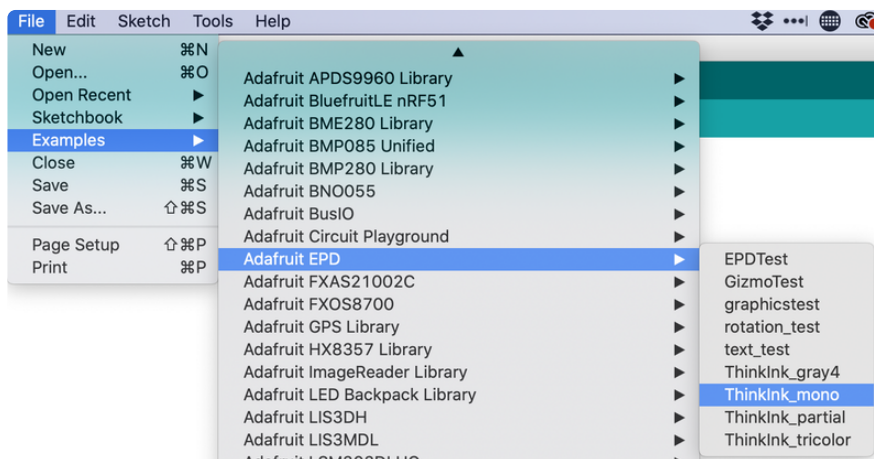 File Edit Sketch Tools Help
New ⌘N
Open... ⌘O
Open Recent ▶
Sketchbook ▶
Examples ▶
Close ⌘W
Save ⌘S
Save As... ⇧⌘S
Page Setup ⇧⌘P
Print ⌘P
▲
Adafruit APDS9960 Library ▶
Adafruit BluefruitLE nRF51 ▶
Adafruit BME280 Library ▶
Adafruit BMP085 Unified ▶
Adafruit BMP280 Library ▶
Adafruit BNO055 ▶
Adafruit BusIO ▶
Adafruit Circuit Playground ▶
Adafruit EPD ▶
Adafruit FXAS21002C ▶
Adafruit FXOS8700 ▶
Adafruit GPS Library ▶
Adafruit HX8357 Library ▶
Adafruit ImageReader Library ▶
Adafruit LED Backpack Library ▶
Adafruit LIS3DH ▶
Adafruit LIS3MDL ▶
EPDTest
GizmoTest
graphicstest
rotation_test
text_test
ThinkInk_gray4
ThinkInk_mono
ThinkInk_partial
ThinkInk_tricolor